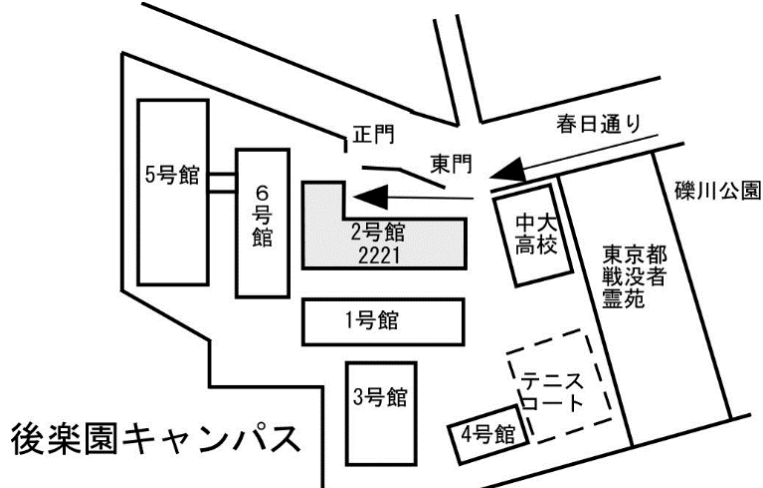 春日通り
正門
東門
5号館
6号館
2号館
2221
中大
高校
礫川公園
東京都
戦没者
霊苑
1号館
3号館
テニス
コート
4号館
後楽園キャンパス